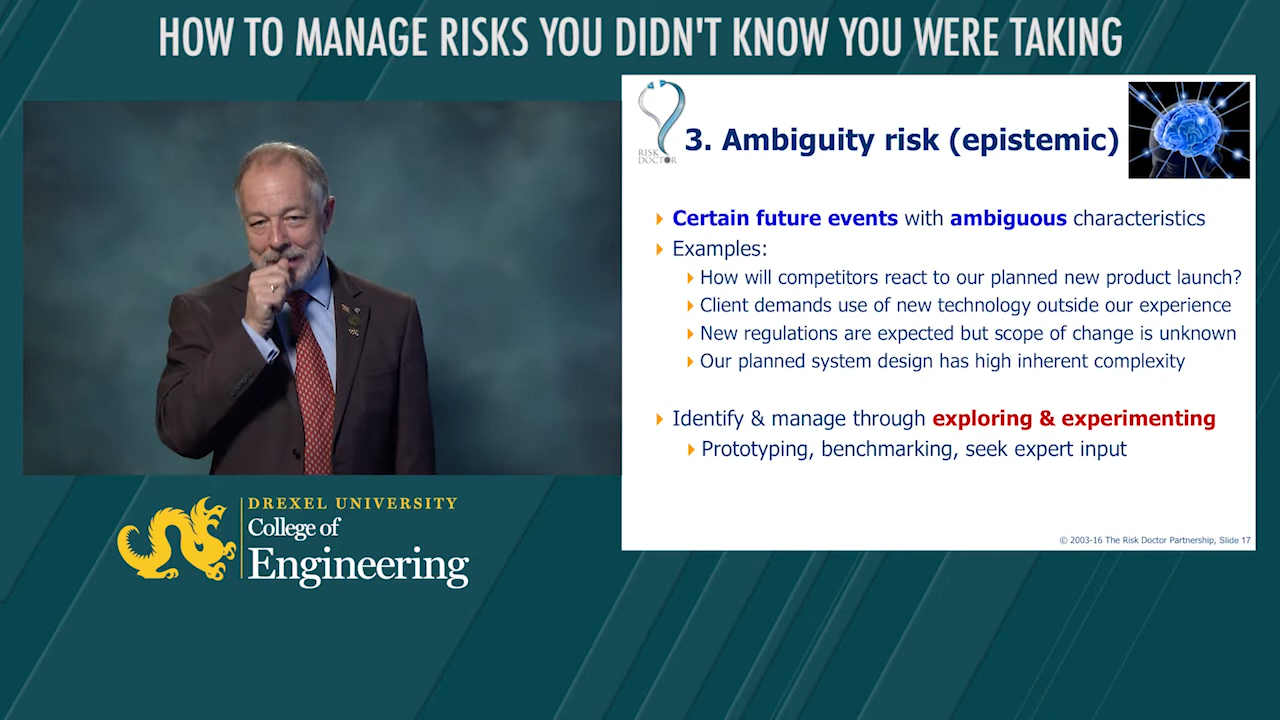 HOW TO MANAGE RISKS YOU DIDN'T KNOW YOU WERE TAKING
RISK
DOCTOR
3. Ambiguity risk (epistemic)
Certain future events with ambiguous characteristics
Examples:
How will competitors react to our planned new product launch?
Client demands use of new technology outside our experience
New regulations are expected but scope of change is unknown
Our planned system design has high inherent complexity
Identify & manage through exploring & experimenting
Prototyping, benchmarking, seek expert input
© 2003-16 The Risk Doctor Partnership, Slide 17
DREXEL UNIVERSITY
College of
Engineering